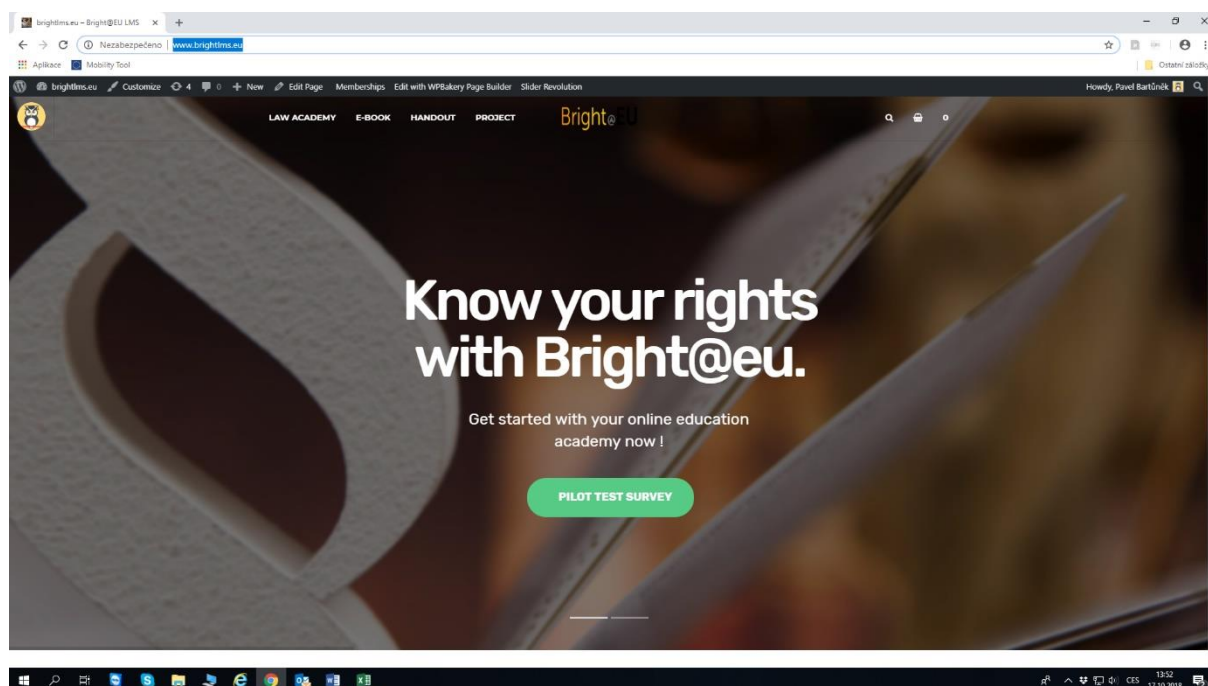 brightlms.eu – Bright@EU LMS
Nezabezpečeno | www.brightlms.eu
Aplikace Mobility Tool Ostatní záložky
brightlms.eu Customize 4 0 New Edit Page Memberships Edit with WPBakery Page Builder Slider Revolution Howdy, Pavel Bartůněk
LAW ACADEMY E-BOOK HANDOUT PROJECT Bright@EU 0
Know your rights
with Bright@eu.
Get started with your online education
academy now !
PILOT TEST SURVEY
13:52
CES 17.10.2018